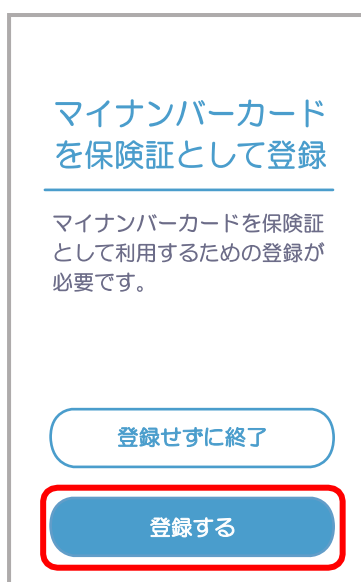 マイナンバーカード
を保険証として登録
マイナンバーカードを保険証
として利用するための登録が
必要です。
登録せずに終了
登録する